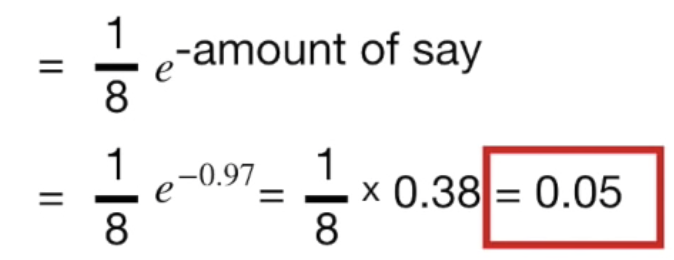 = 1/8 e^-amount of say
= 1/8 e^−0.97 = 1/8 × 0.38 = 0.05